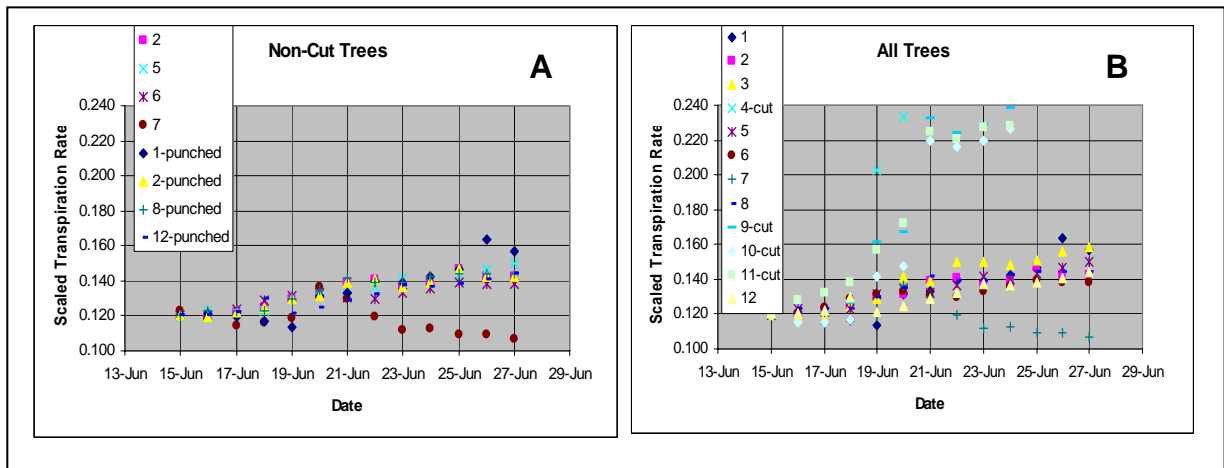 Non-Cut Trees
A
2
5
6
7
1-punched
2-punched
8-punched
12-punched
Scaled Transpiration Rate
0.240
0.220
0.200
0.180
0.160
0.140
0.120
0.100
13-Jun 15-Jun 17-Jun 19-Jun 21-Jun 23-Jun 25-Jun 27-Jun 29-Jun
Date
All Trees
B
1
2
3
4-cut
5
6
7
8
9-cut
10-cut
11-cut
12
Scaled Transpiration Rate
0.240
0.220
0.200
0.180
0.160
0.140
0.120
0.100
13-Jun 15-Jun 17-Jun 19-Jun 21-Jun 23-Jun 25-Jun 27-Jun 29-Jun
Date